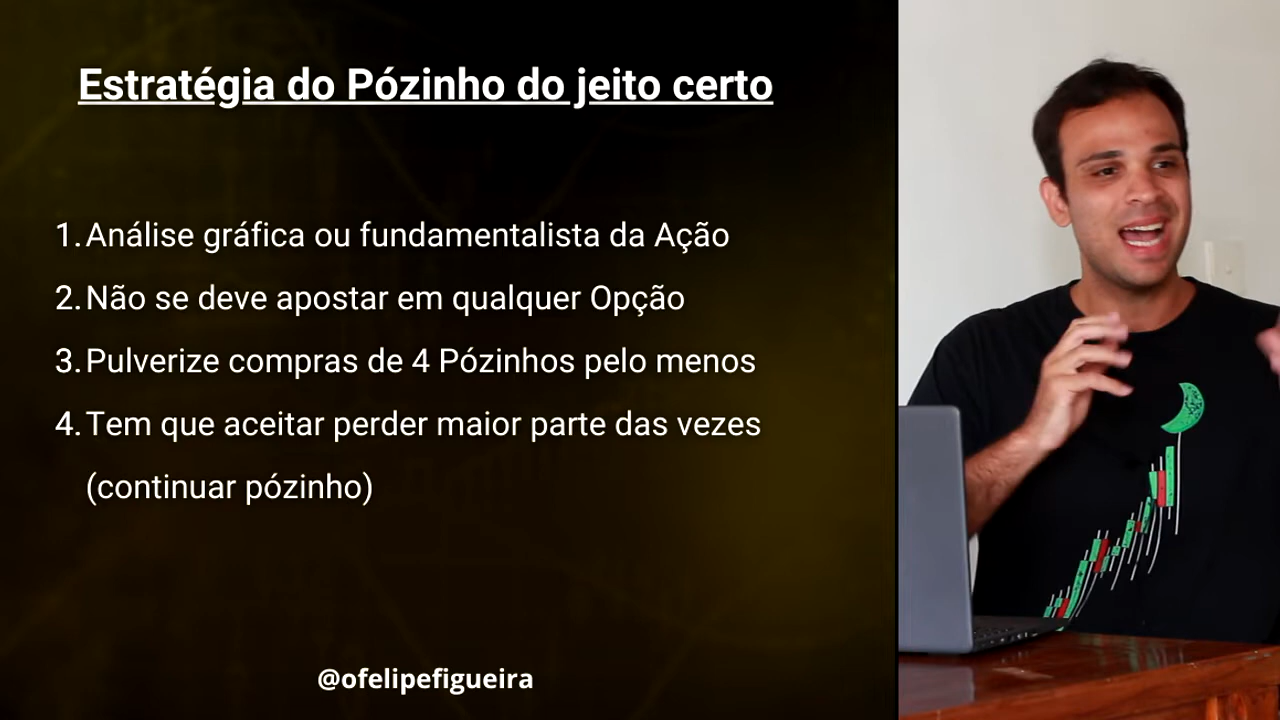 Estratégia do Pózinho do jeito certo
1. Análise gráfica ou fundamentalista da Ação
2. Não se deve apostar em qualquer Opção
3. Pulverize compras de 4 Pózinhos pelo menos
4. Tem que aceitar perder maior parte das vezes
(continuar pózinho)
@ofelipefigueira